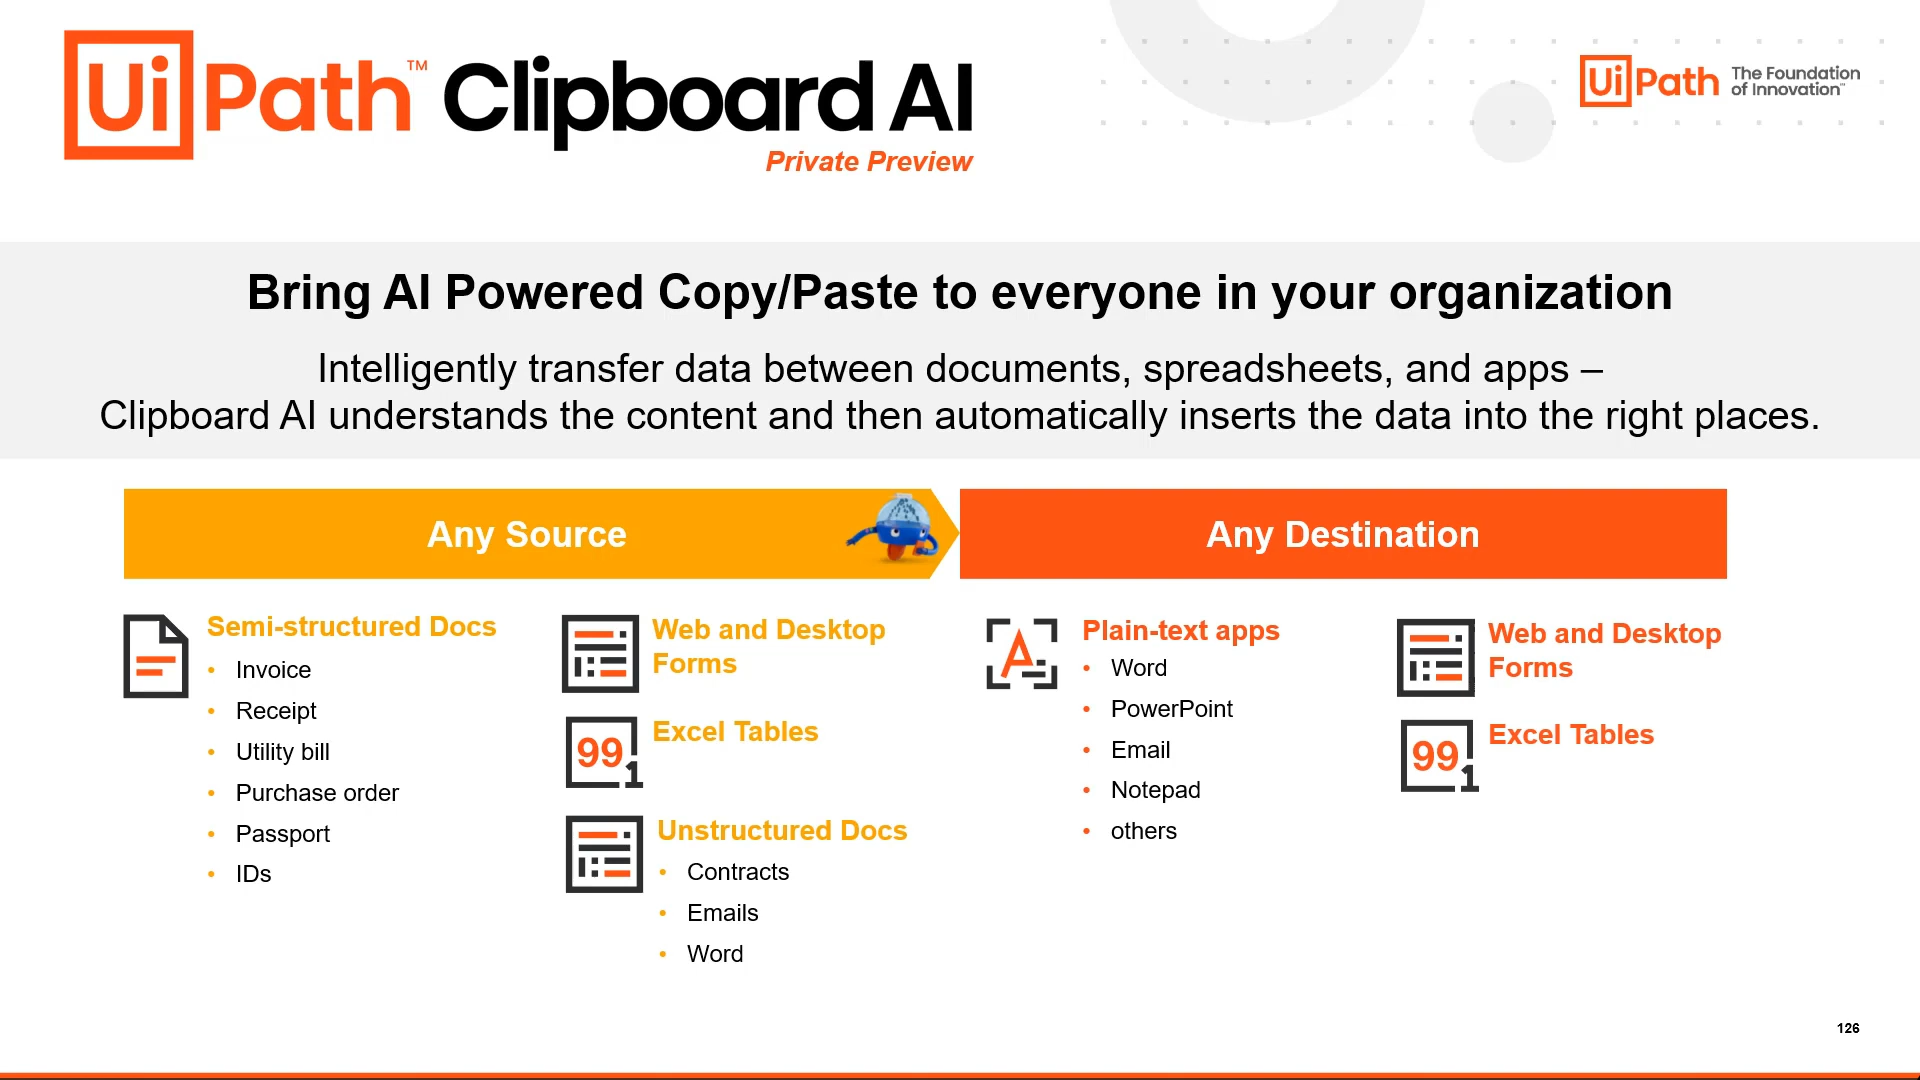 UiPath™ Clipboard AI
Private Preview
UiPath The Foundation
of Innovation™
Bring AI Powered Copy/Paste to everyone in your organization
Intelligently transfer data between documents, spreadsheets, and apps –
Clipboard AI understands the content and then automatically inserts the data into the right places.
Any Source
Any Destination
Semi-structured Docs
• Invoice
• Receipt
• Utility bill
• Purchase order
• Passport
• IDs
Web and Desktop
Forms
991
Excel Tables
Unstructured Docs
• Contracts
• Emails
• Word
A
Plain-text apps
• Word
• PowerPoint
• Email
• Notepad
• others
Web and Desktop
Forms
991
Excel Tables
126